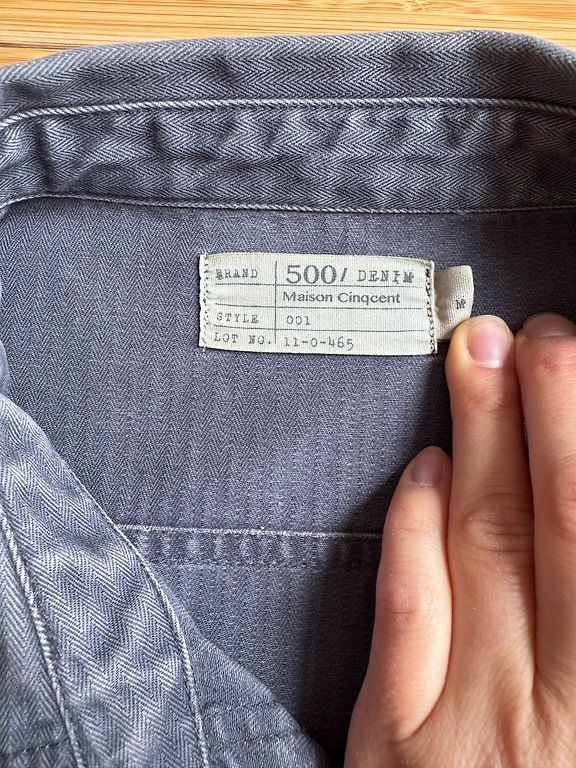 BRAND 500/ DENIM
Maison Cinqcent
STYLE 001
LOT NO. 11-0-465
M